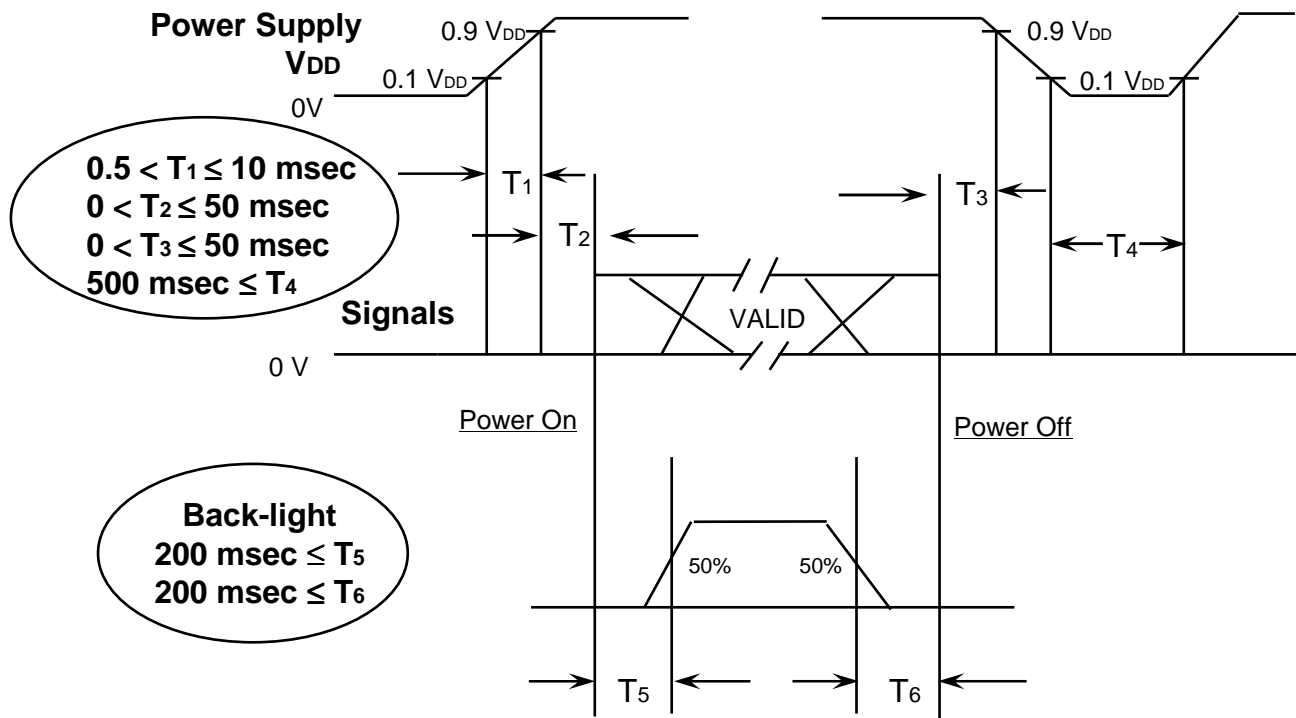 Power Supply
VDD
0.9 VDD
0.1 VDD
0V
0.9 VDD
0.1 VDD
0.5 < T1 ≤ 10 msec
0 < T2 ≤ 50 msec
0 < T3 ≤ 50 msec
500 msec ≤ T4
T1
T2
T3
T4
Signals
VALID
0 V
Power On
Power Off
Back-light
200 msec ≤ T5
200 msec ≤ T6
50%
50%
T5
T6